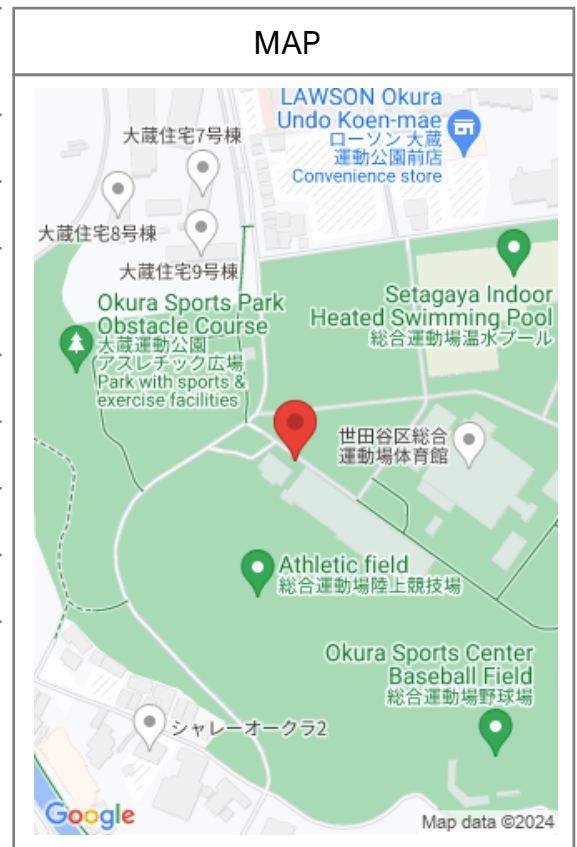 MAP
LAWSON Okura
Undo Koen-mae
ローソン 大蔵
運動公園前店
Convenience store
大蔵住宅7号棟
大蔵住宅8号棟
大蔵住宅9号棟
Setagaya Indoor
Heated Swimming Pool
総合運動場温水プール
Okura Sports Park
Obstacle Course
大蔵運動公園
アスレチック広場
Park with sports &
exercise facilities
世田谷区総合
運動場体育館
Athletic field
総合運動場陸上競技場
Okura Sports Center
Baseball Field
総合運動場野球場
シャレーオークラ2
Google
Map data ©2024